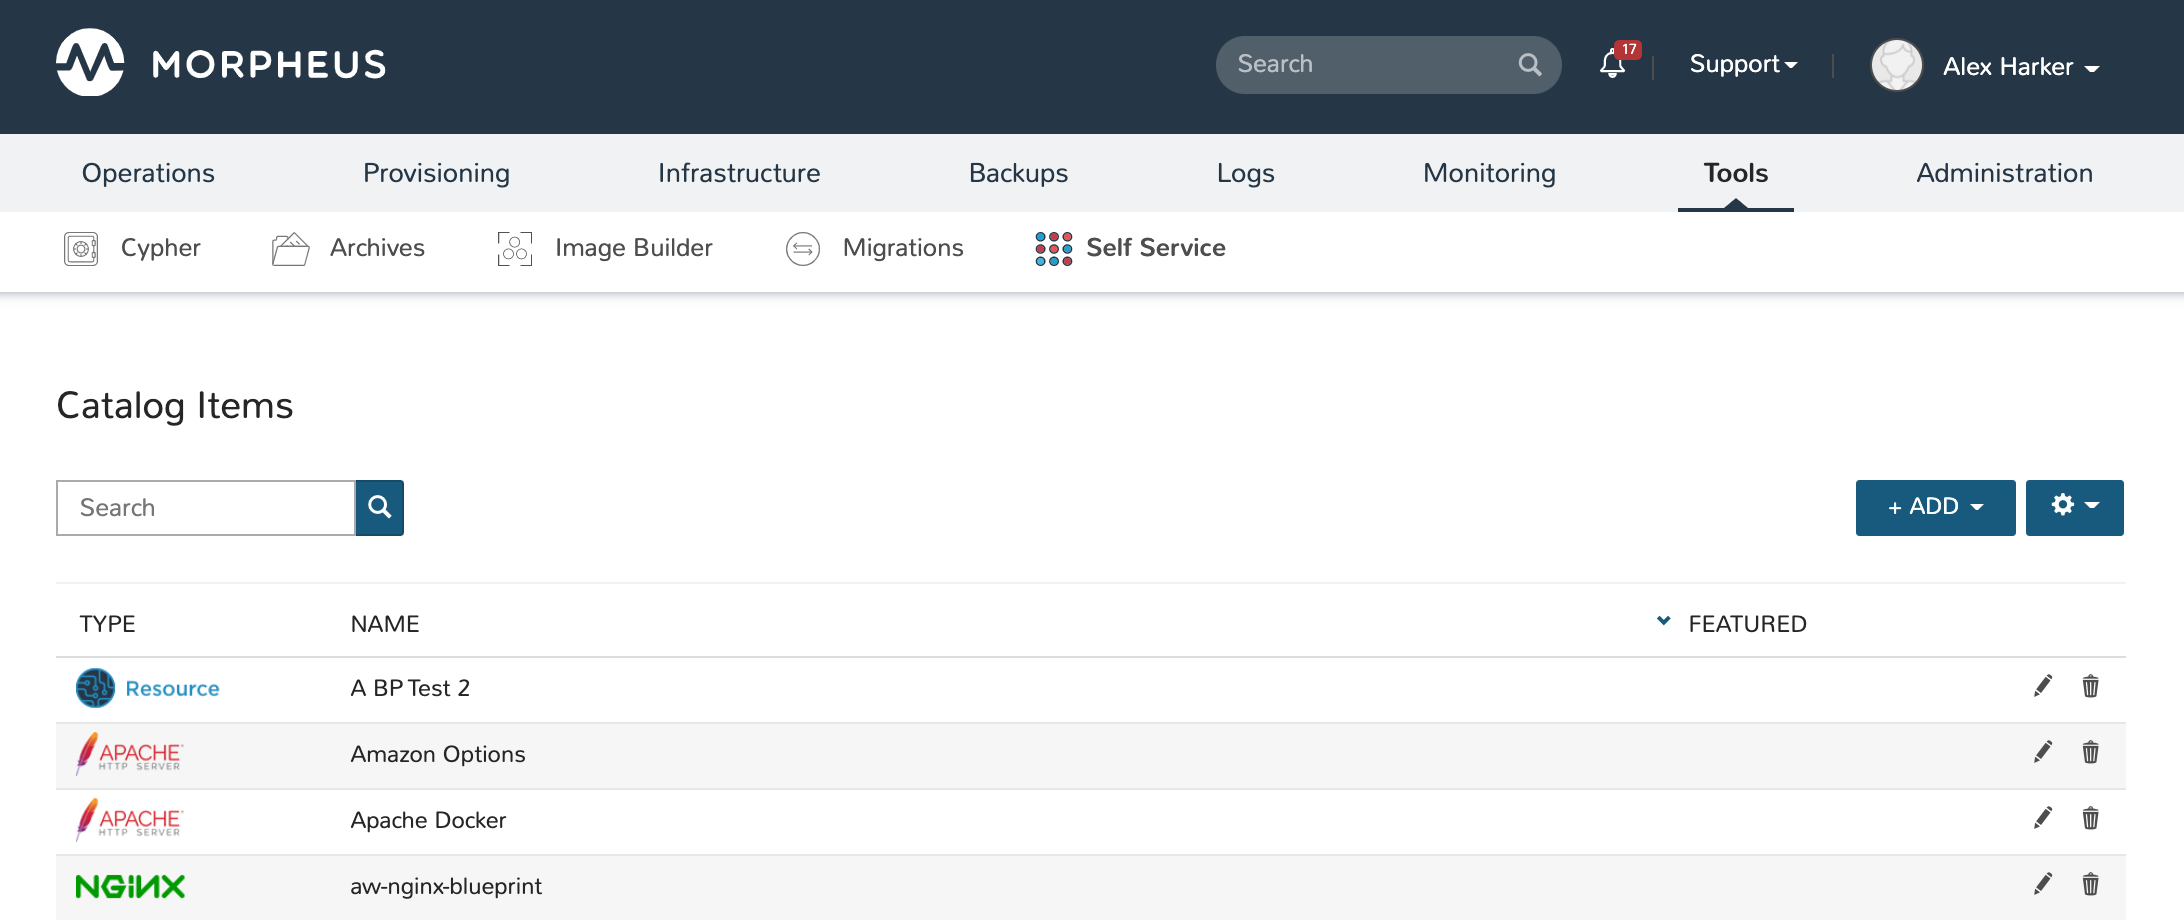 MORPHEUS
Search
17
Support
Alex Harker
Operations Provisioning Infrastructure Backups Logs Monitoring Tools Administration
Cypher Archives Image Builder Migrations Self Service
Catalog Items
Search
+ ADD
TYPE NAME FEATURED
Resource A BP Test 2
APACHE HTTP SERVER Amazon Options
APACHE HTTP SERVER Apache Docker
NGINX aw-nginx-blueprint